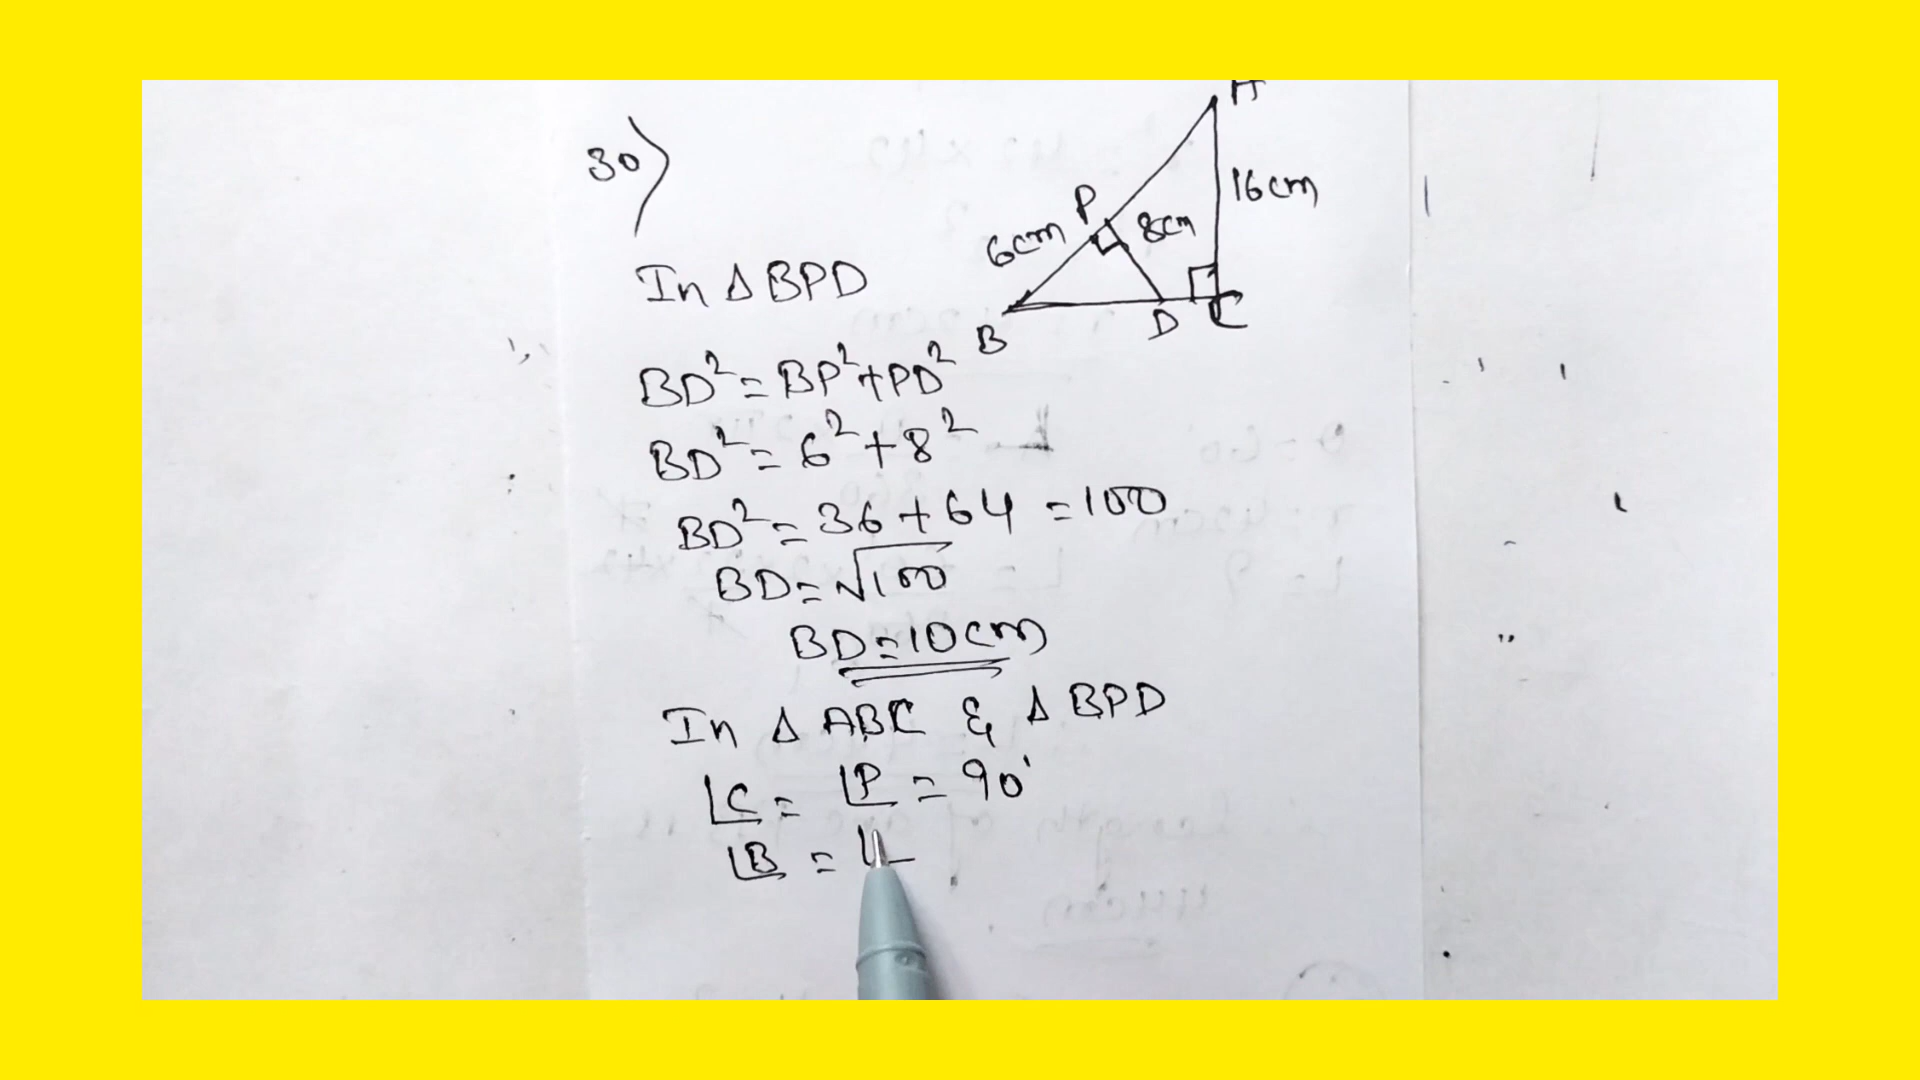 30)
A
16cm
P
6cm
8cm
B
D
C
In Δ BPD
BD² = BP² + PD²
BD² = 6² + 8²
BD² = 36 + 64 = 100
BD = √100
BD = 10cm
In Δ ABC & Δ BPD
∠C = ∠P = 90°
∠B = ∠